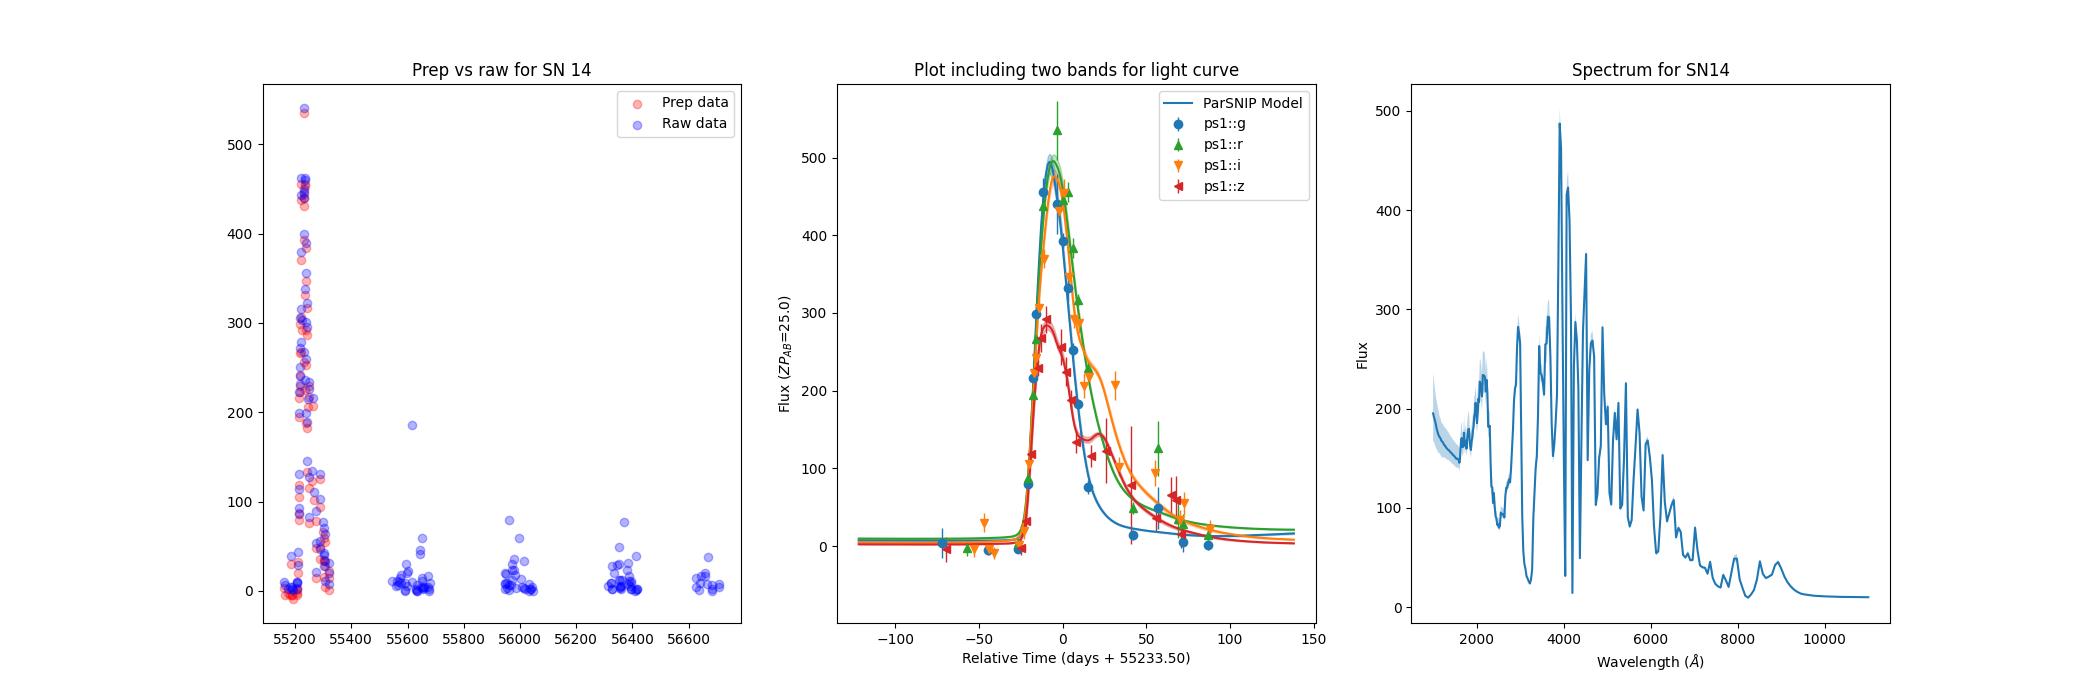 Prep vs raw for SN 14
Prep data
Raw data
500
400
300
200
100
0
55200 55400 55600 55800 56000 56200 56400 56600
Plot including two bands for light curve
ParSNIP Model
ps1::g
ps1::r
ps1::i
ps1::z
Flux (ZP_AB=25.0)
500
400
300
200
100
0
−100 −50 0 50 100 150
Relative Time (days + 55233.50)
Spectrum for SN14
Flux
500
400
300
200
100
0
2000 4000 6000 8000 10000
Wavelength (Å)